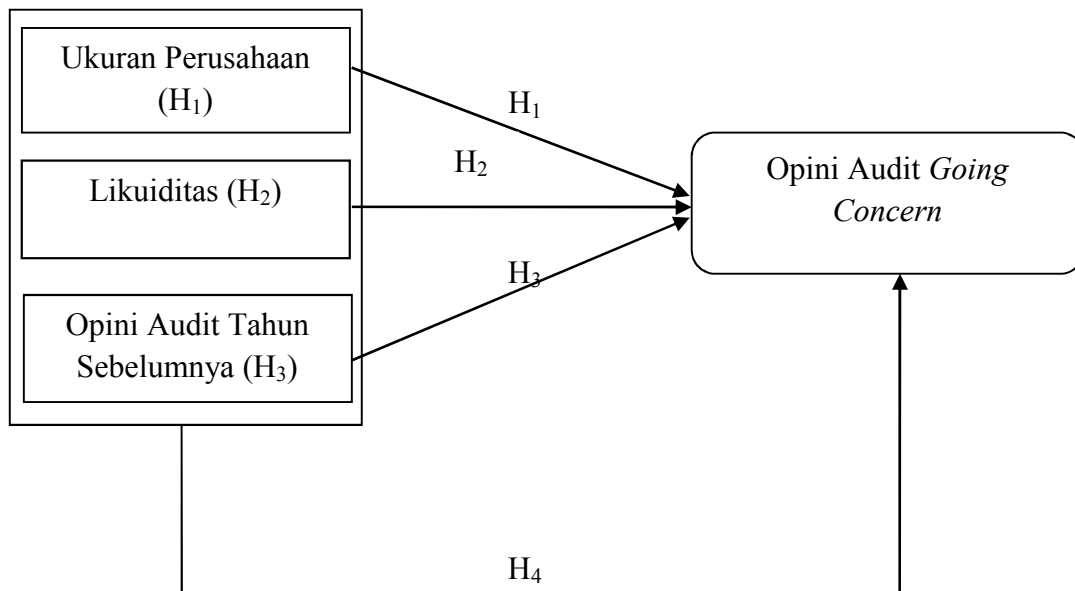 Ukuran Perusahaan
(H₁)
H₁
Likuiditas (H₂)
H₂
Opini Audit Going
Concern
H₃
Opini Audit Tahun
Sebelumnya (H₃)
H₄